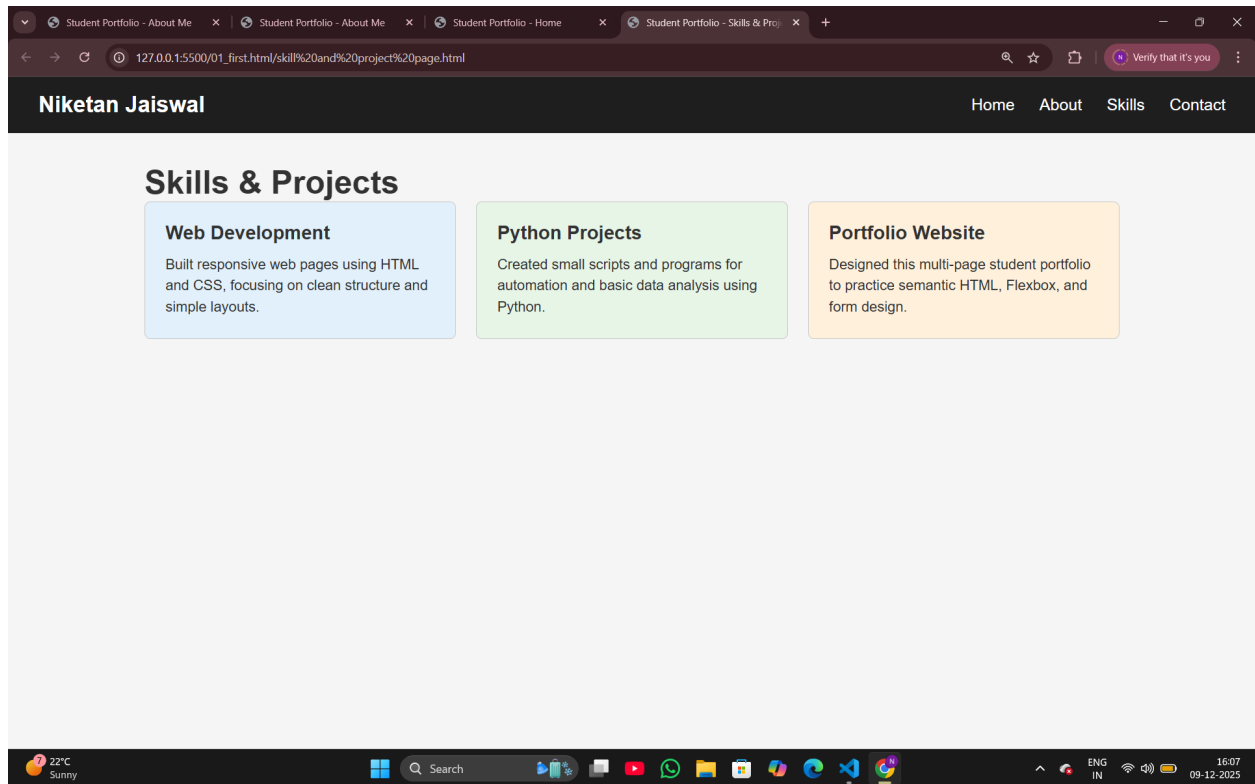 Student Portfolio - About Me
Student Portfolio - About Me
Student Portfolio - Home
Student Portfolio - Skills & Proj
127.0.0.1:5500/01_first.html/skill%20and%20project%20page.html
N
Verify that it's you
Niketan Jaiswal
Home
About
Skills
Contact
Skills & Projects
Web Development
Built responsive web pages using HTML
and CSS, focusing on clean structure and
simple layouts.
Python Projects
Created small scripts and programs for
automation and basic data analysis using
Python.
Portfolio Website
Designed this multi-page student portfolio
to practice semantic HTML, Flexbox, and
form design.
7
22°C
Sunny
Search
N
ENG
IN
16:07
09-12-2025